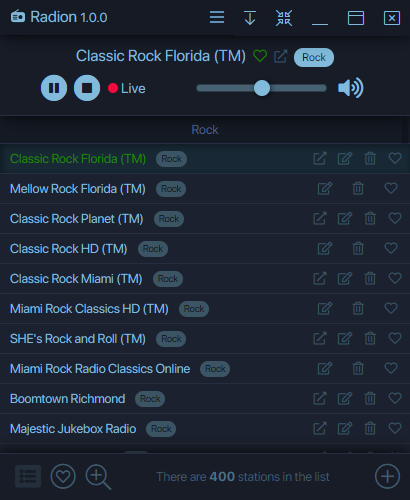 Radion 1.0.0
Classic Rock Florida (TM) Rock
Live
Rock
Classic Rock Florida (TM) Rock
Mellow Rock Florida (TM) Rock
Classic Rock Planet (TM) Rock
Classic Rock HD (TM) Rock
Classic Rock Miami (TM) Rock
Miami Rock Classics HD (TM) Rock
SHE's Rock and Roll (TM) Rock
Miami Rock Radio Classics Online Rock
Boomtown Richmond Rock
Majestic Jukebox Radio Rock
There are 400 stations in the list